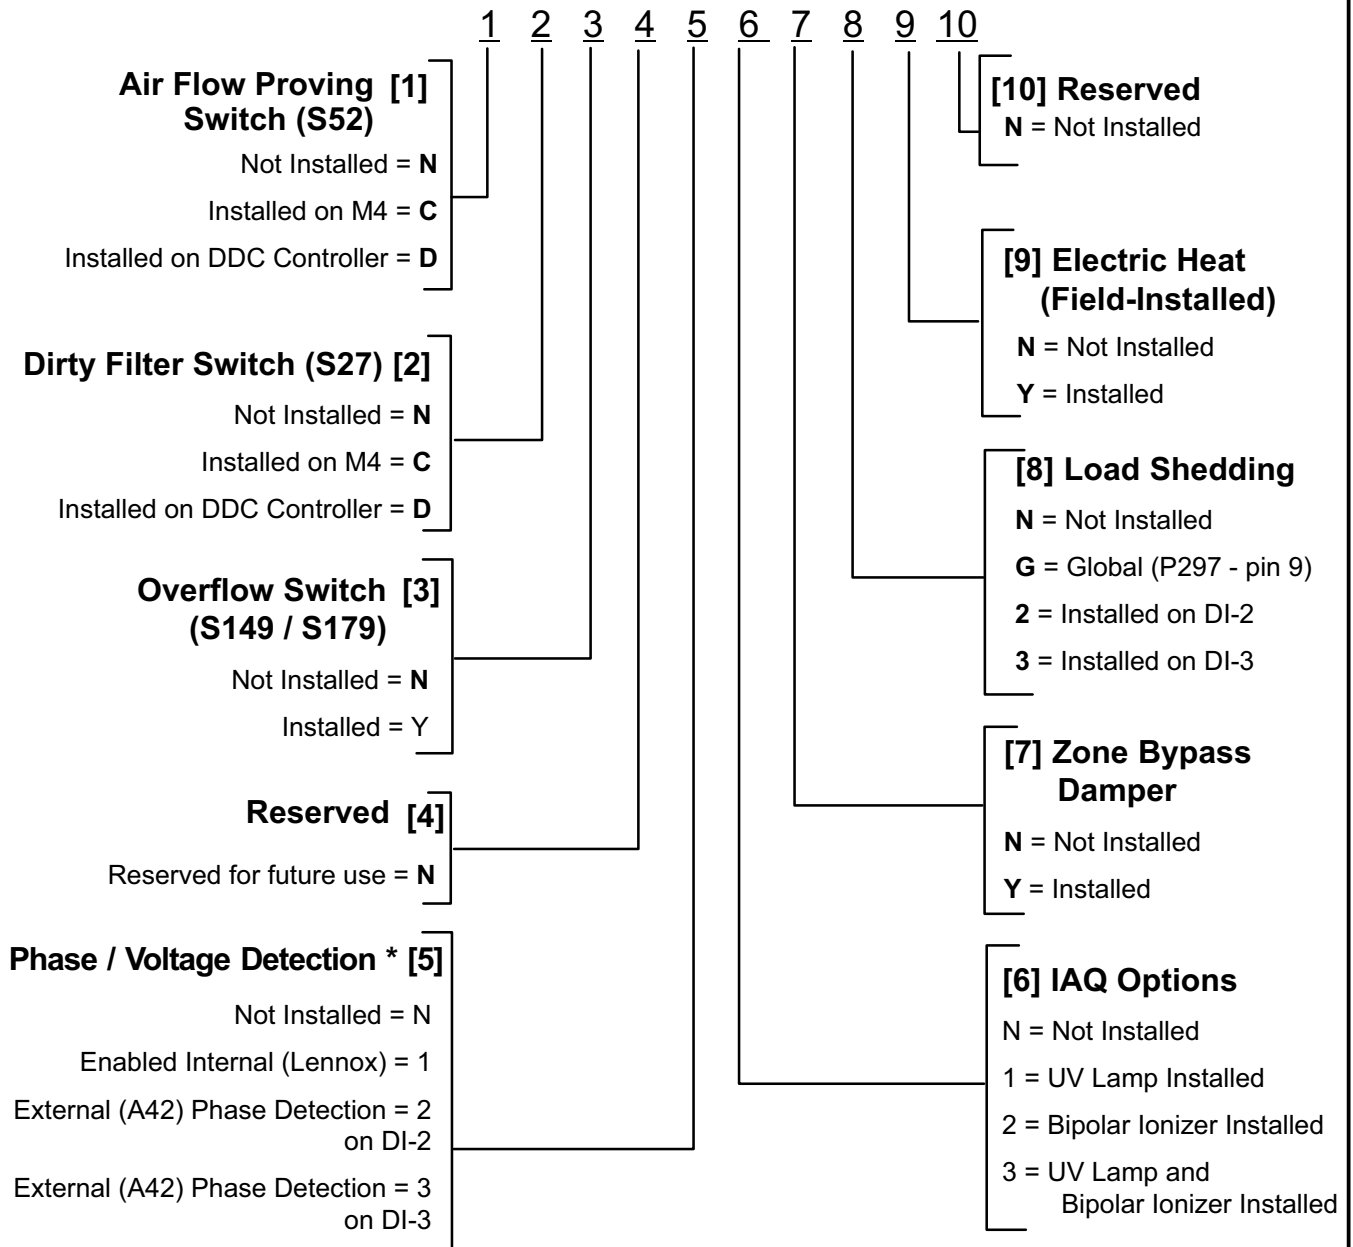 1 2 3 4 5 6 7 8 9 10
Air Flow Proving [1]
Switch (S52)
Not Installed = N
Installed on M4 = C
Installed on DDC Controller = D
Dirty Filter Switch (S27) [2]
Not Installed = N
Installed on M4 = C
Installed on DDC Controller = D
Overflow Switch [3]
(S149 / S179)
Not Installed = N
Installed = Y
Reserved [4]
Reserved for future use = N
Phase / Voltage Detection * [5]
Not Installed = N
Enabled Internal (Lennox) = 1
External (A42) Phase Detection = 2
on DI-2
External (A42) Phase Detection = 3
on DI-3
[10] Reserved
N = Not Installed
[9] Electric Heat
(Field-Installed)
N = Not Installed
Y = Installed
[8] Load Shedding
N = Not Installed
G = Global (P297 - pin 9)
2 = Installed on DI-2
3 = Installed on DI-3
[7] Zone Bypass
Damper
N = Not Installed
Y = Installed
[6] IAQ Options
N = Not Installed
1 = UV Lamp Installed
2 = Bipolar Ionizer Installed
3 = UV Lamp and
Bipolar Ionizer Installed